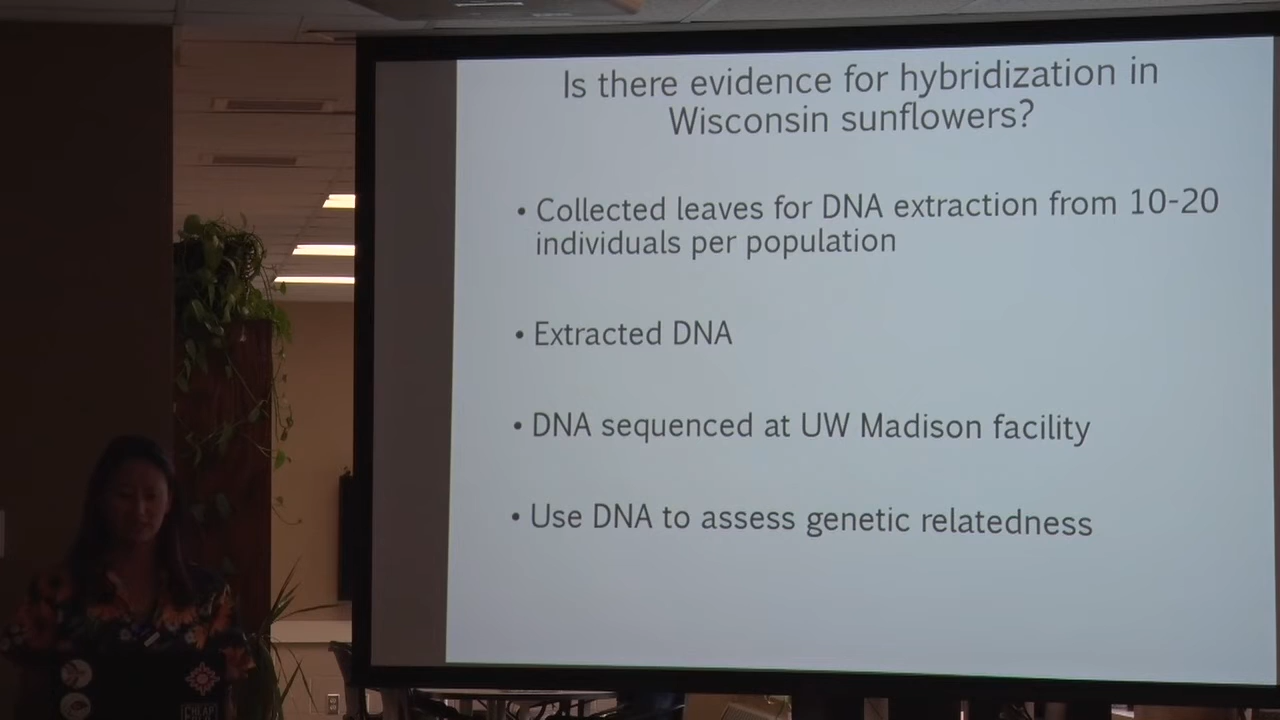 Is there evidence for hybridization in
Wisconsin sunflowers?
• Collected leaves for DNA extraction from 10-20
individuals per population
• Extracted DNA
• DNA sequenced at UW Madison facility
• Use DNA to assess genetic relatedness